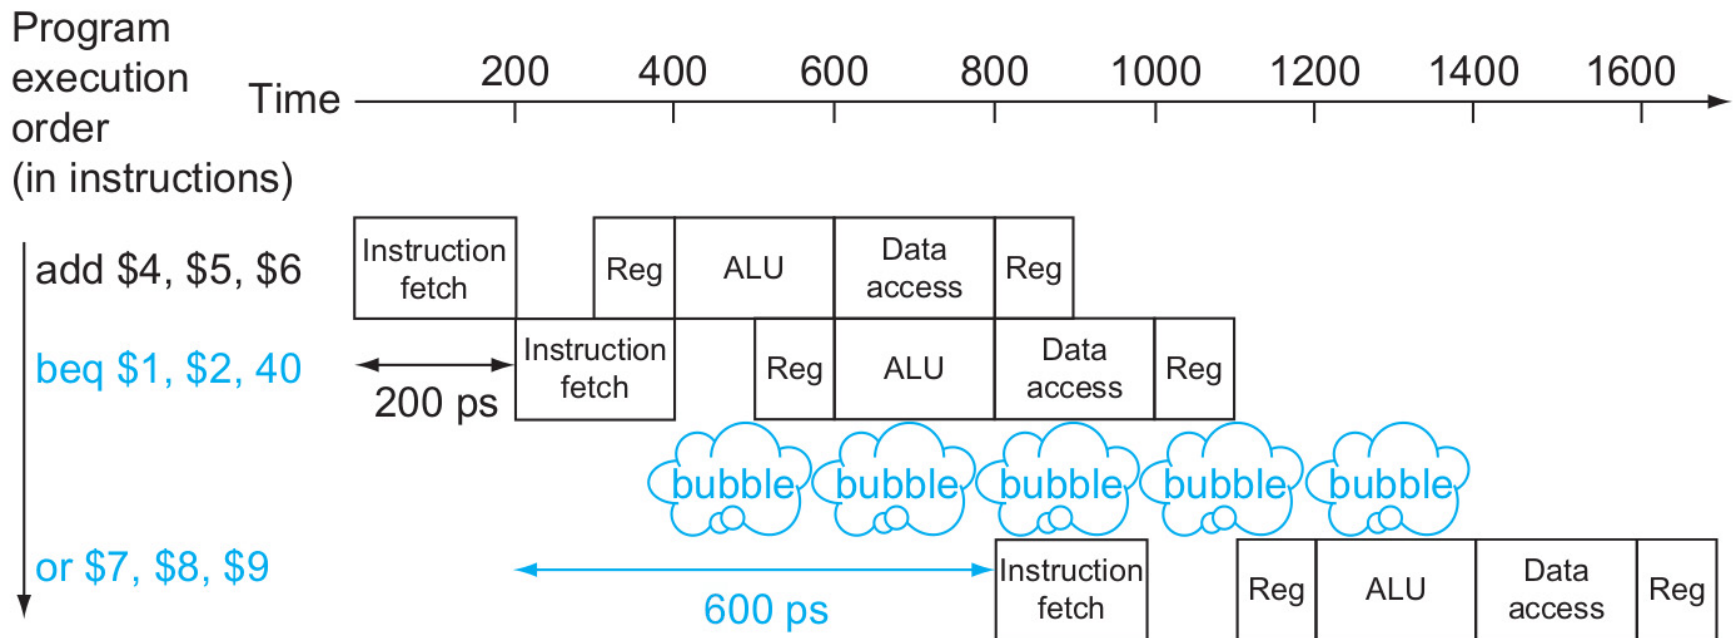 Program
execution
order
(in instructions)
Time
200 400 600 800 1000 1200 1400 1600
add $4, $5, $6
Instruction
fetch
Reg
ALU
Data
access
Reg
beq $1, $2, 40
200 ps
Instruction
fetch
Reg
ALU
Data
access
Reg
bubble bubble bubble bubble bubble
or $7, $8, $9
600 ps
Instruction
fetch
Reg
ALU
Data
access
Reg